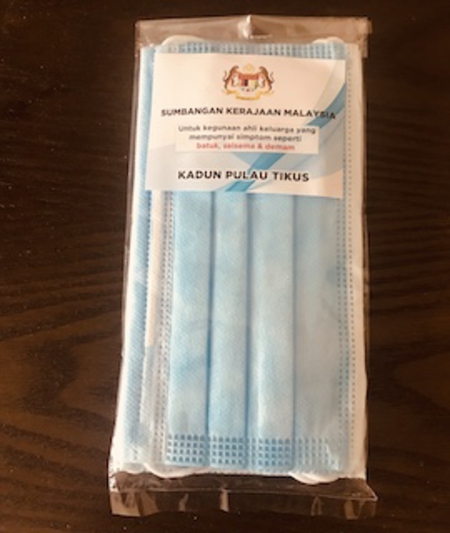 SUMBANGAN KERAJAAN MALAYSIA
Untuk kegunaan ahli keluarga yang
mempunyai simptom seperti
batuk, selsema & demam
KADUN PULAU TIKUS